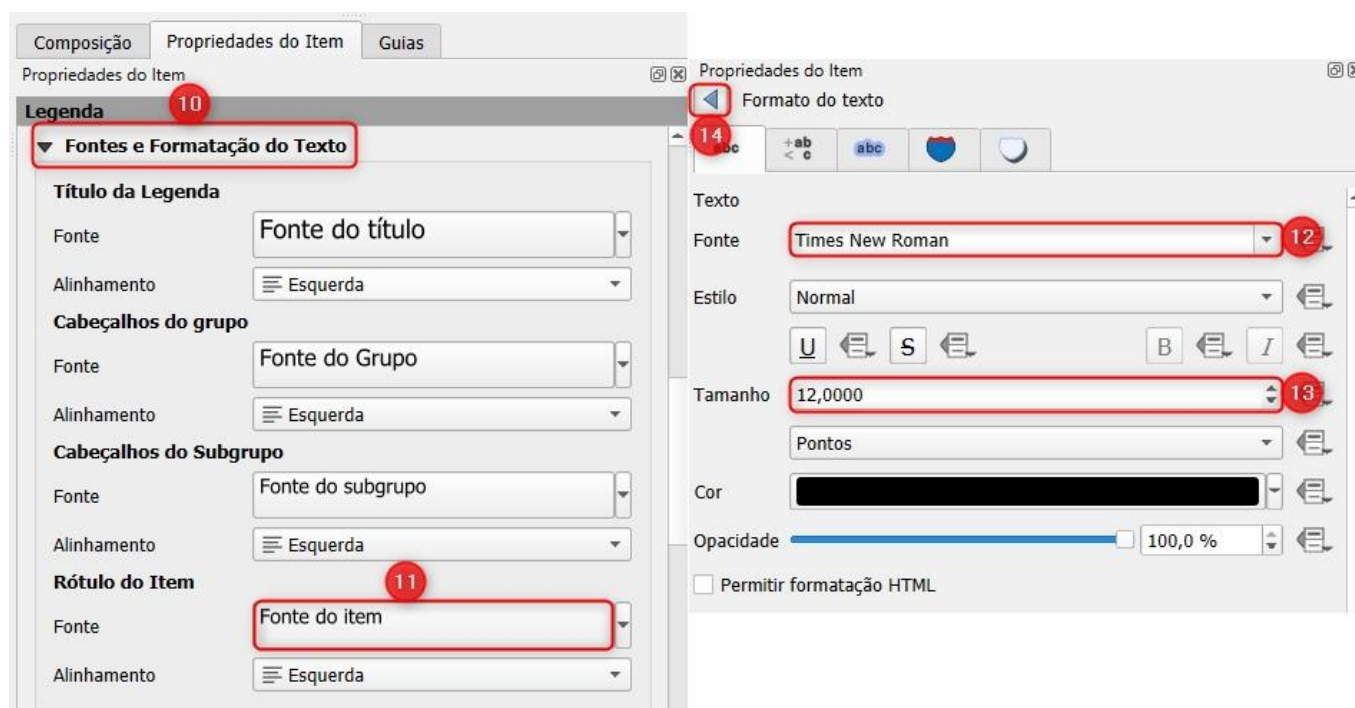 Composição Propriedades do Item Guias
Propriedades do Item
Legenda
10
Fontes e Formatação do Texto
Título da Legenda
Fonte Fonte do título
Alinhamento Esquerda
Cabeçalhos do grupo
Fonte Fonte do Grupo
Alinhamento Esquerda
Cabeçalhos do Subgrupo
Fonte Fonte do subgrupo
Alinhamento Esquerda
Rótulo do Item
11
Fonte Fonte do item
Alinhamento Esquerda
Propriedades do Item
Formato do texto
14
abc +ab < c abc
Texto
Fonte Times New Roman 12
Estilo Normal
U S B I
Tamanho 12,0000 13
Pontos
Cor
Opacidade 100,0 %
Permitir formatação HTML